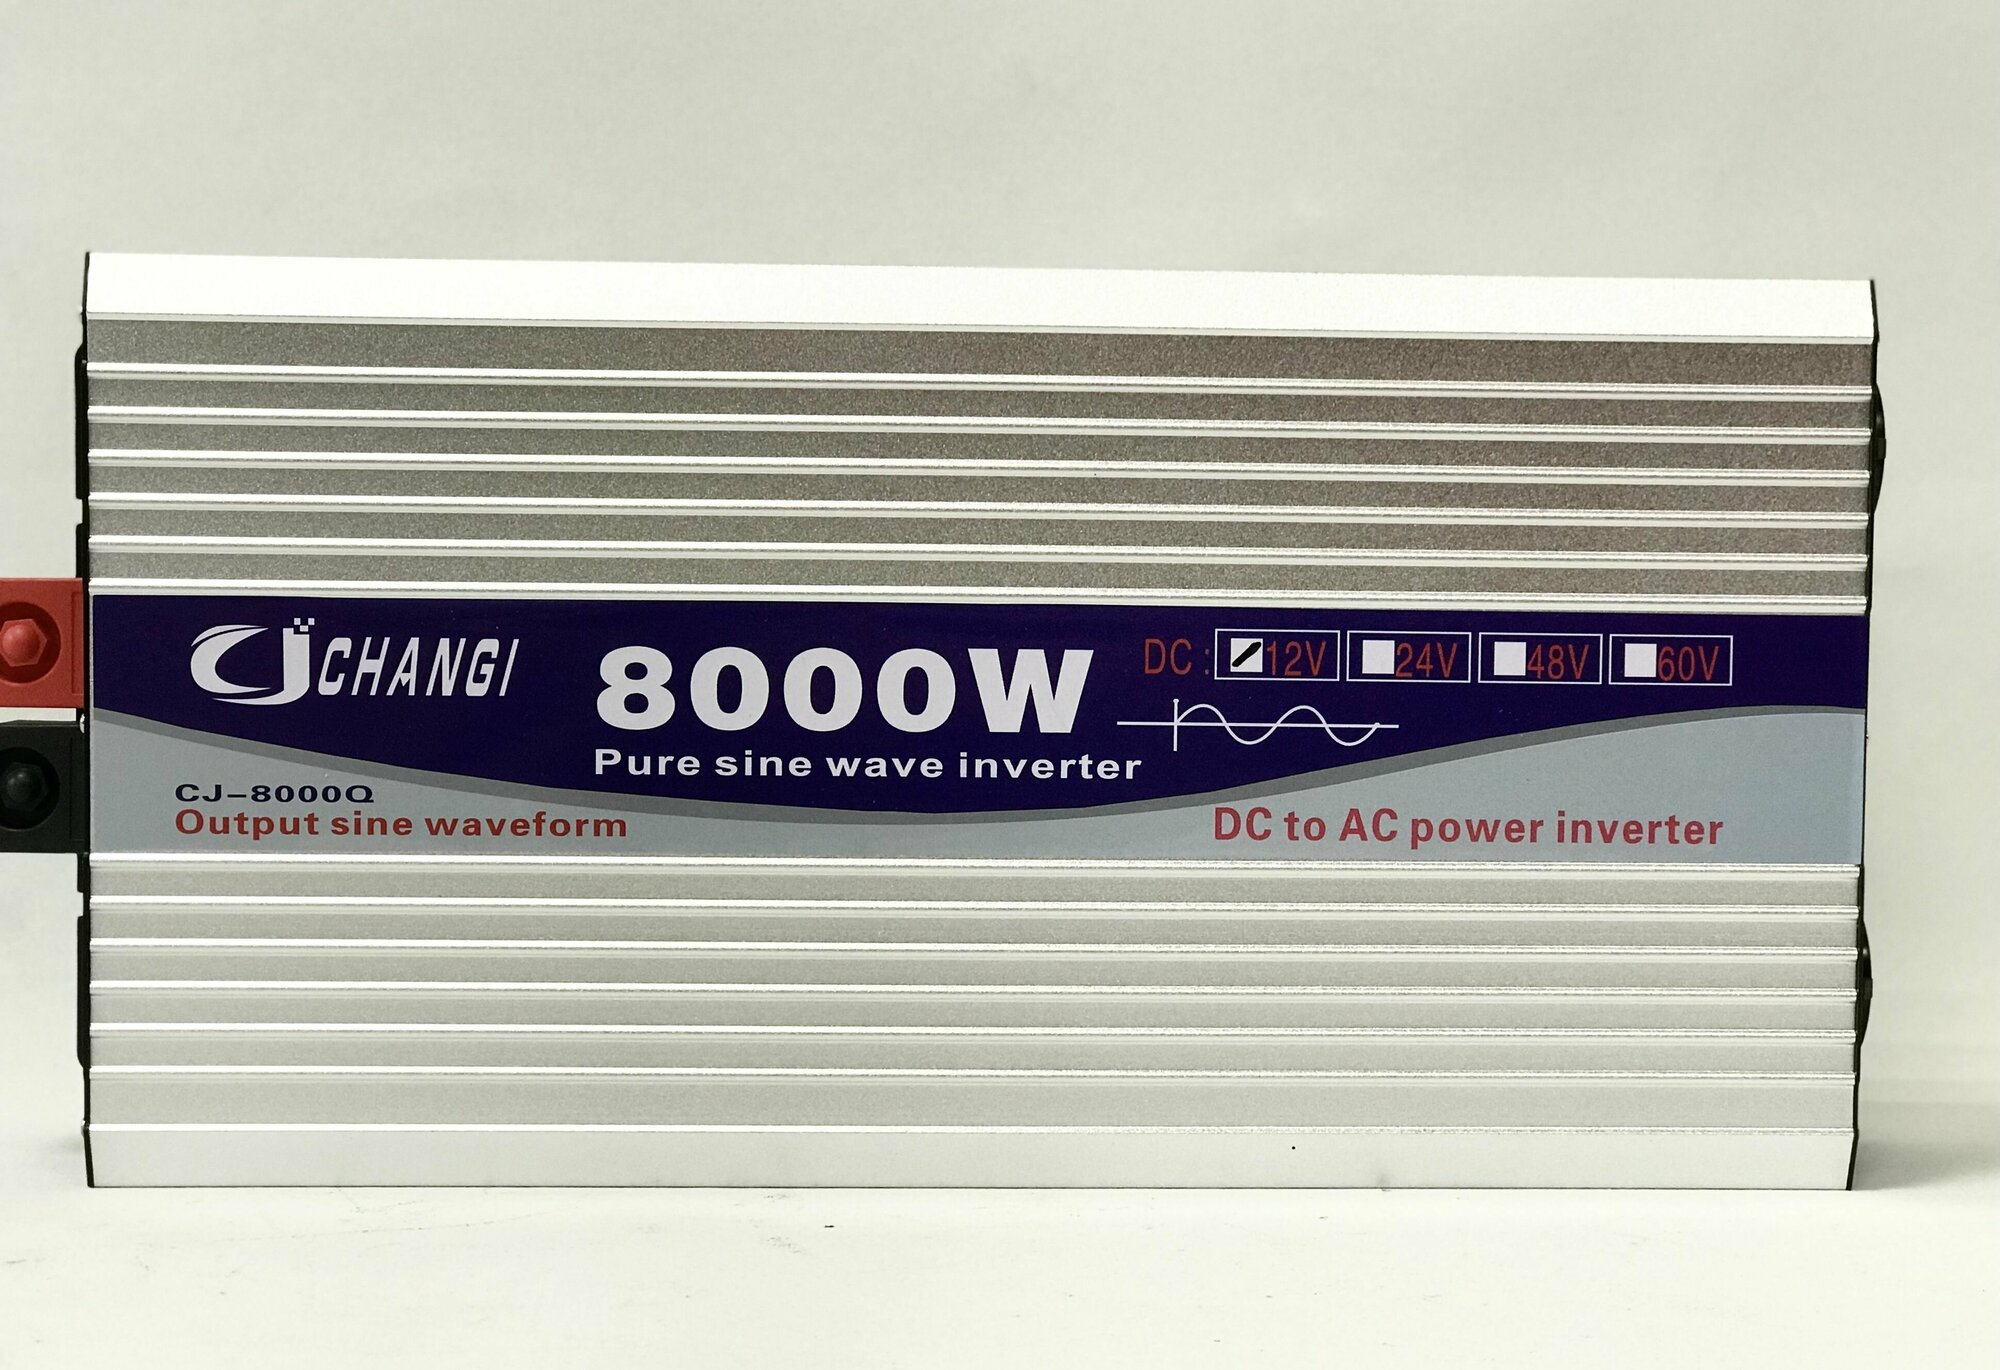 CJ CHANGI
8000W
Pure sine wave inverter
DC: 12V 24V 48V 60V
CJ-8000Q
Output sine waveform
DC to AC power inverter